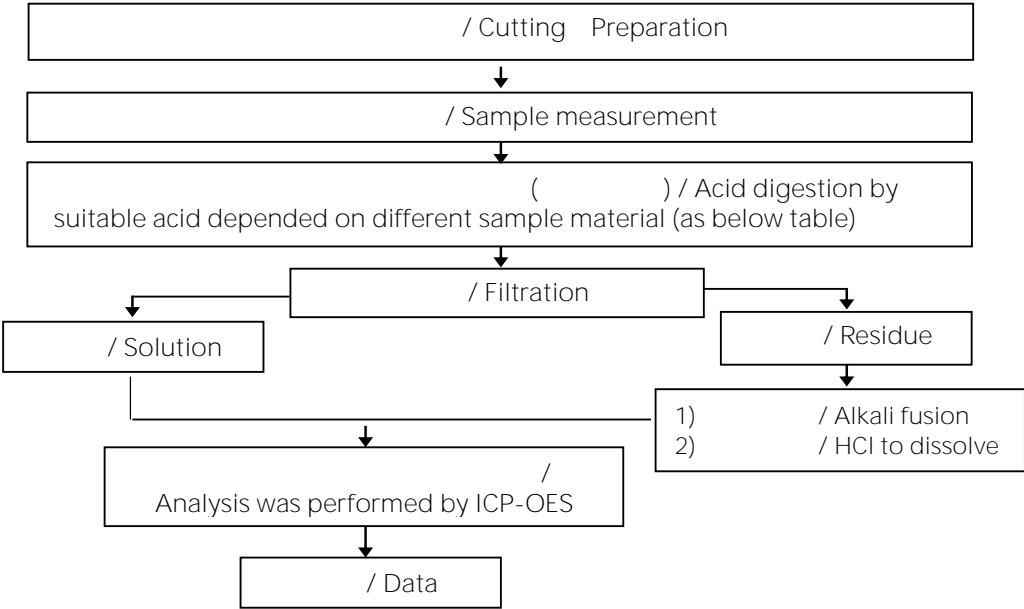 / Cutting Preparation
/ Sample measurement
( ) / Acid digestion by
suitable acid depended on different sample material (as below table)
/ Filtration
/ Solution
/ Residue
1) / Alkali fusion
2) / HCl to dissolve
/
Analysis was performed by ICP-OES
/ Data